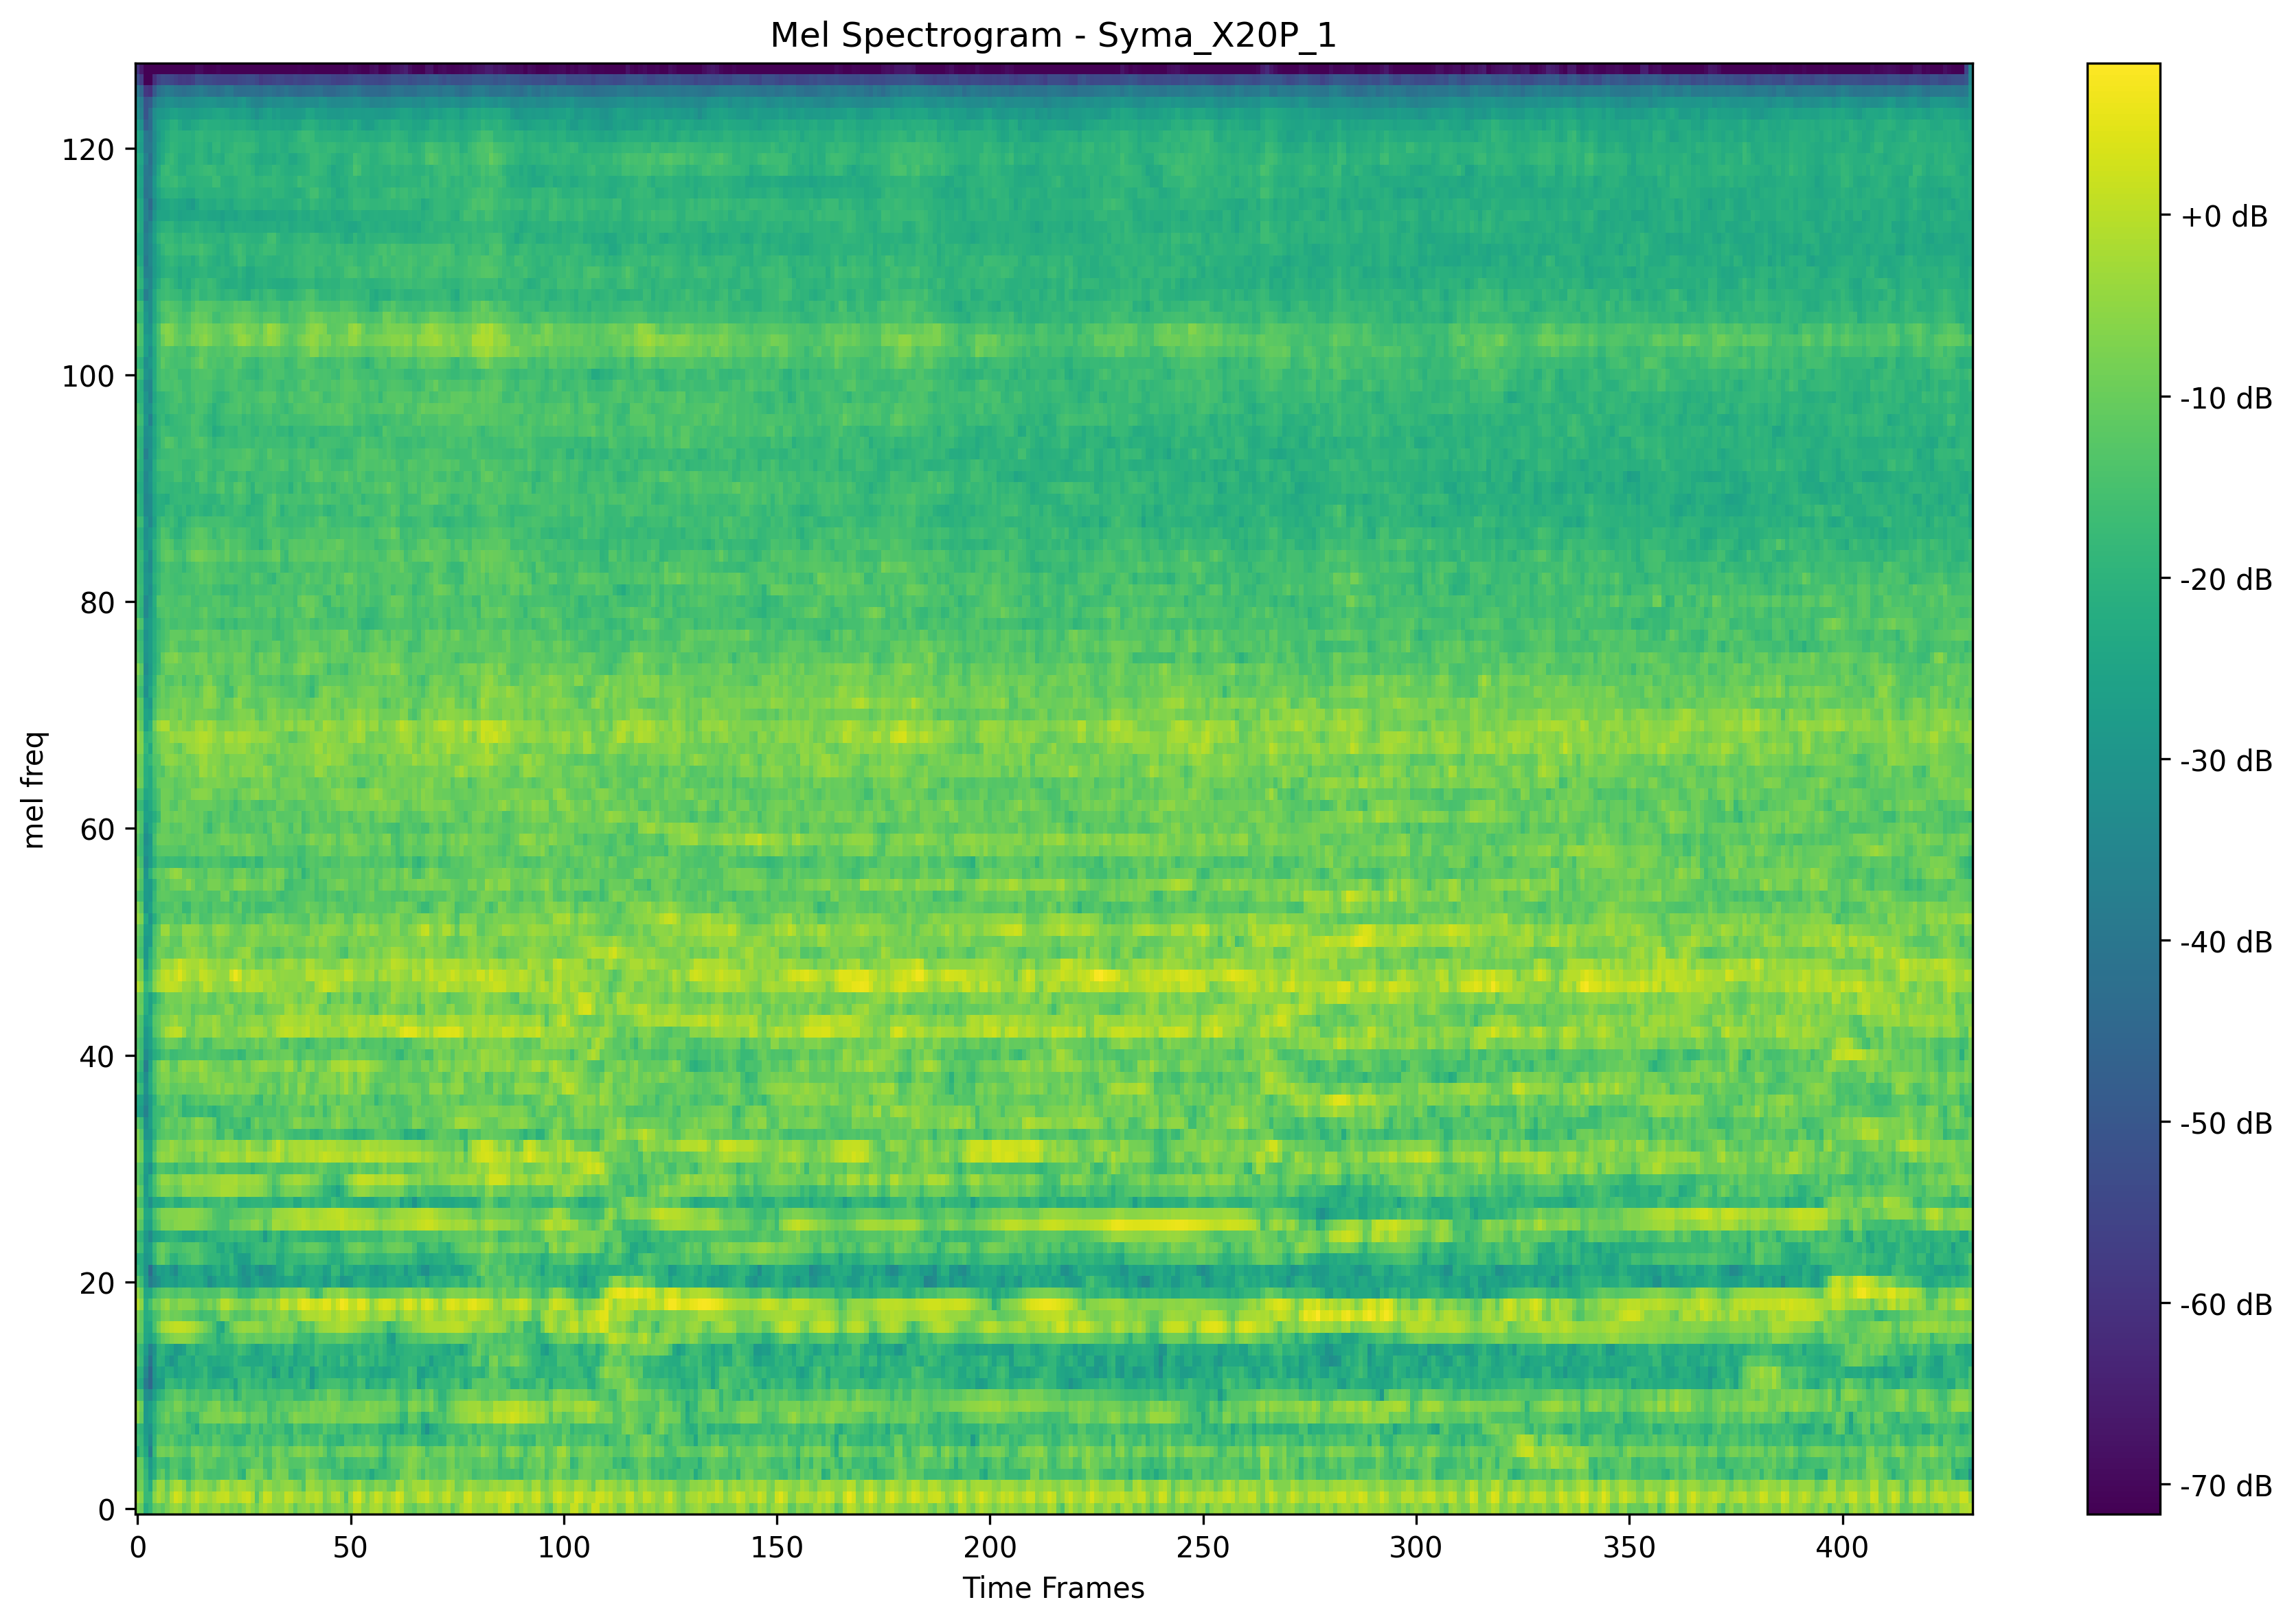 Mel Spectrogram - Syma_X20P_1
mel freq
120
100
80
60
40
20
0
0 50 100 150 200 250 300 350 400
Time Frames
+0 dB
-10 dB
-20 dB
-30 dB
-40 dB
-50 dB
-60 dB
-70 dB